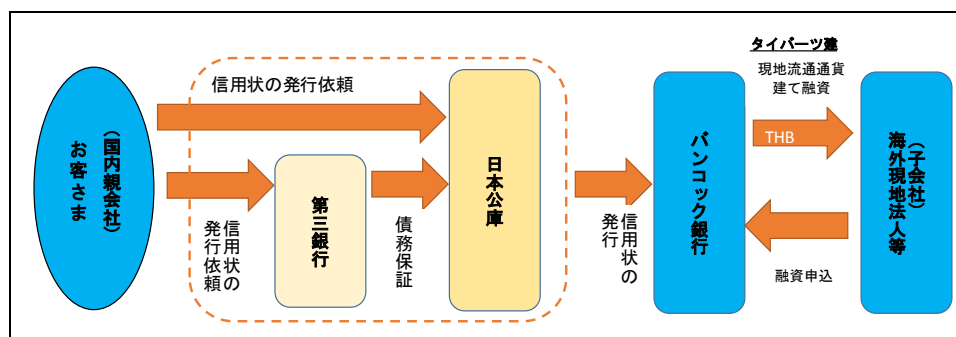 お客さま
（国内親会社）
信用状の発行依頼
信用状の
発行依頼
第三銀行
債務保証
日本公庫
信用状の
発行
バンコック銀行
タイバーツ建
現地流通通貨
建て融資
THB
融資申込
海外現地法人等
（子会社）